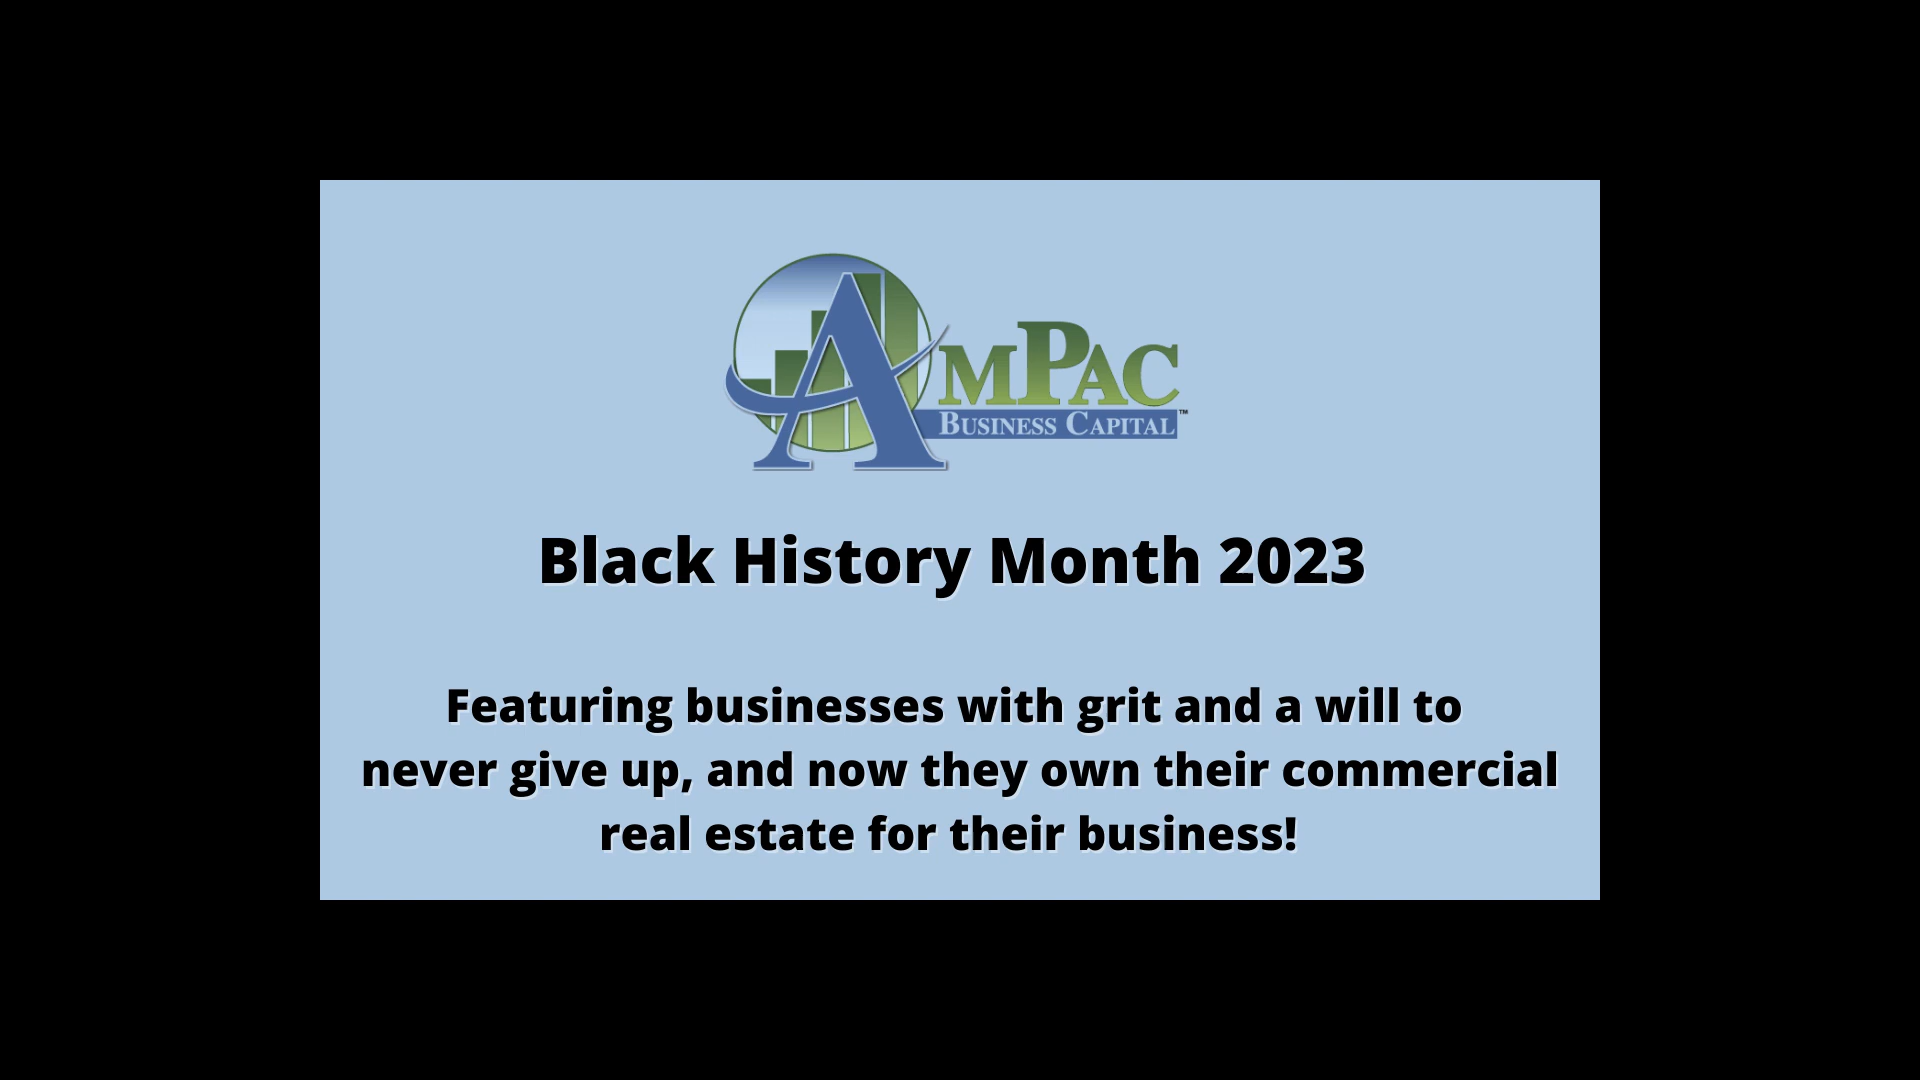 AMPAC
BUSINESS CAPITAL™
Black History Month 2023
Featuring businesses with grit and a will to
never give up, and now they own their commercial
real estate for their business!